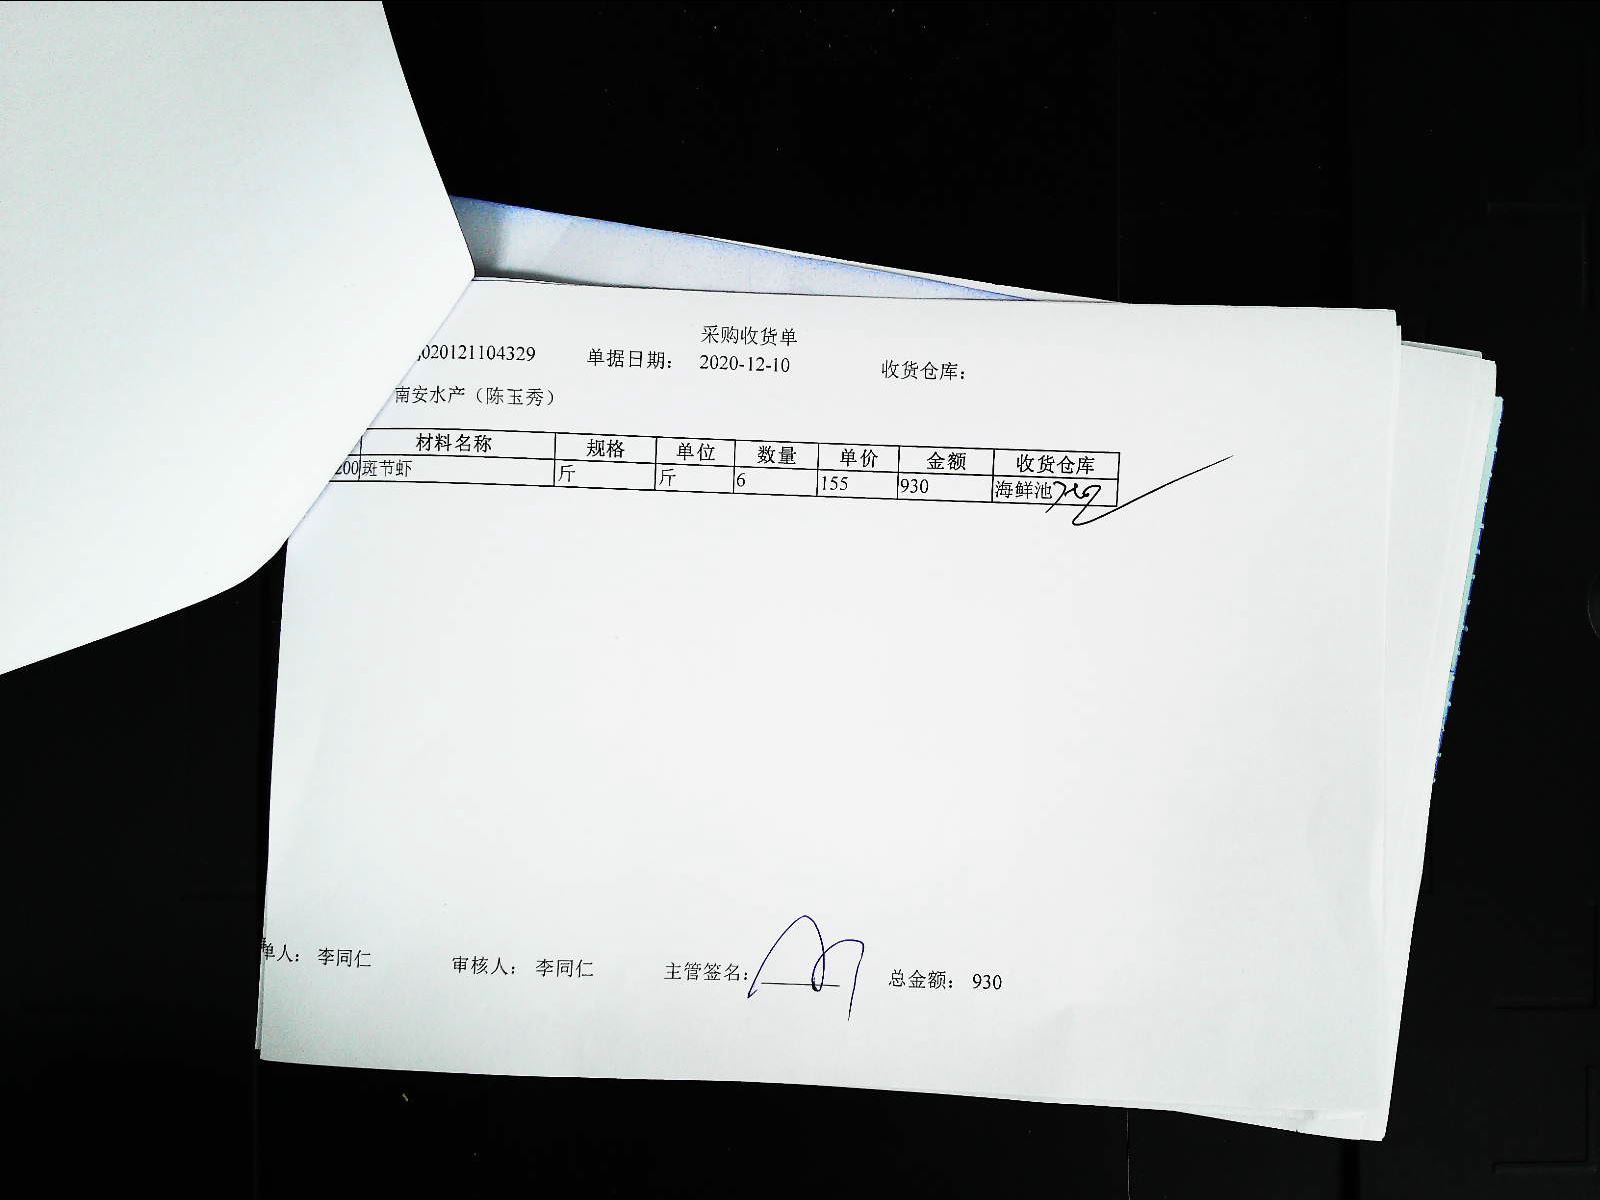 采购收货单
020121104329 单据日期： 2020-12-10 收货仓库：
南安水产（陈玉秀）
材料名称 规格 单位 数量 单价 金额 收货仓库
200 斑节虾 斤 斤 6 155 930 海鲜池
单人： 李同仁 审核人： 李同仁 主管签名： 总金额： 930